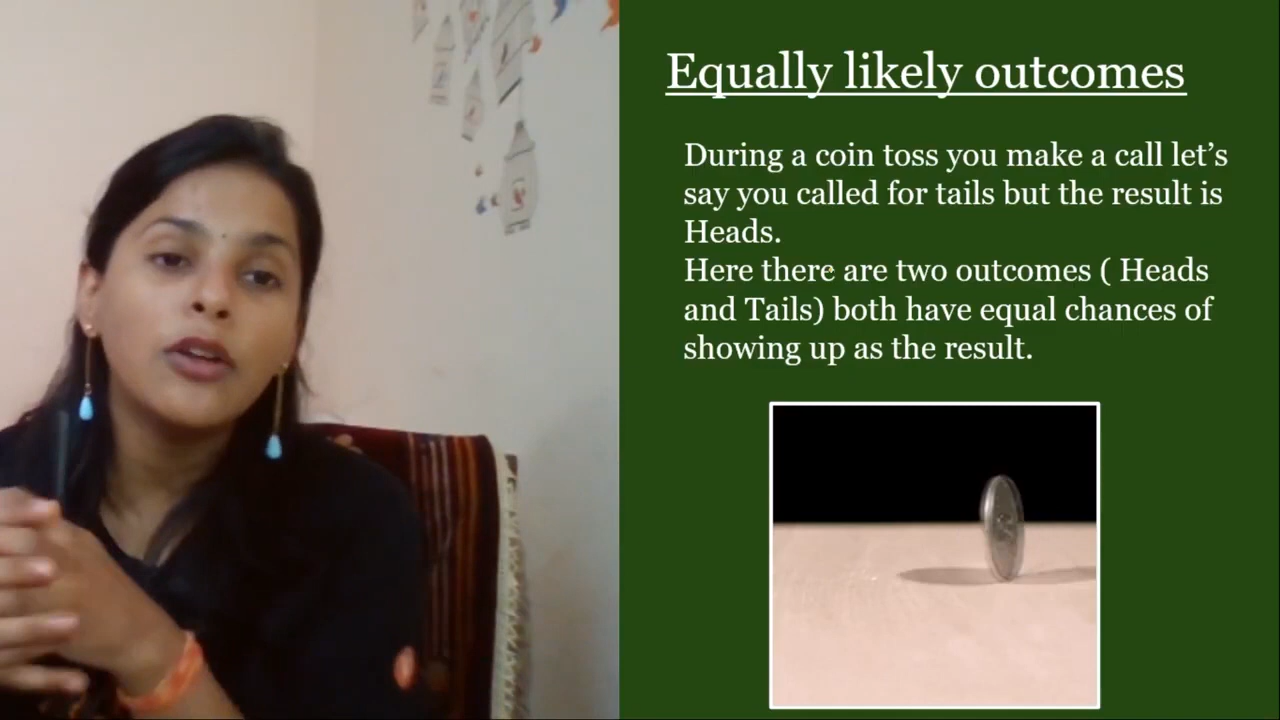 Equally likely outcomes
During a coin toss you make a call let’s
say you called for tails but the result is
Heads.
Here there are two outcomes ( Heads
and Tails) both have equal chances of
showing up as the result.